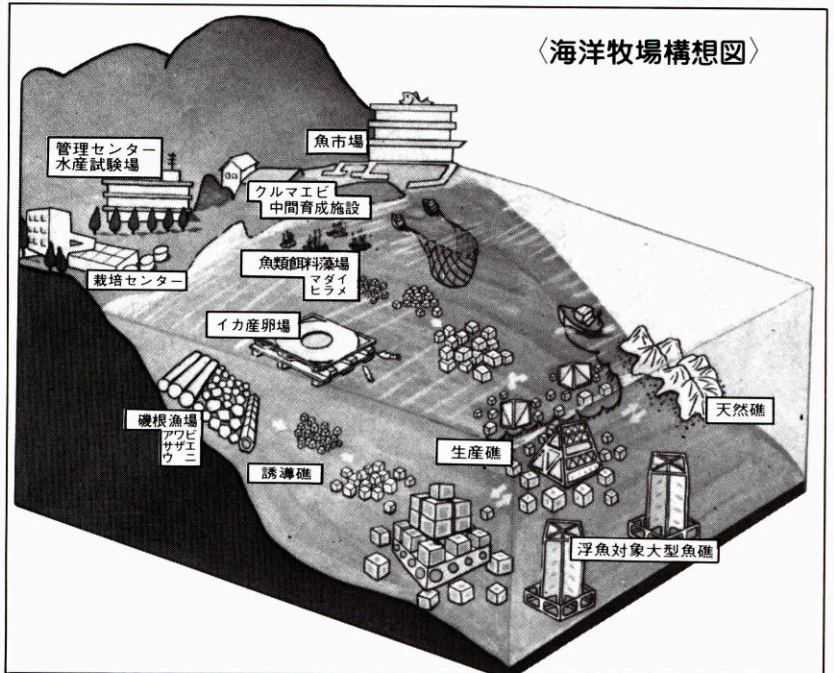 〈海洋牧場構想図〉
魚市場
管理センター
水産試験場
クルマエビ
中間育成施設
栽培センター
魚類餌料藻場
マダイ
ヒラメ
イカ産卵場
磯根漁場
アワビ
サザエ
ウニ
誘導礁
生産礁
天然礁
浮魚対象大型魚礁